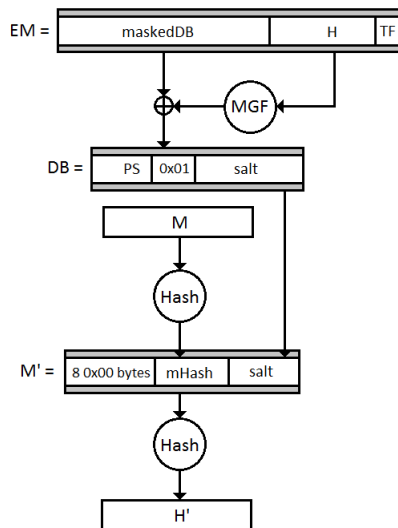 EM = maskedDB H TF
MGF
DB = PS 0x01 salt
M
Hash
M' = 8 0x00 bytes mHash salt
Hash
H'